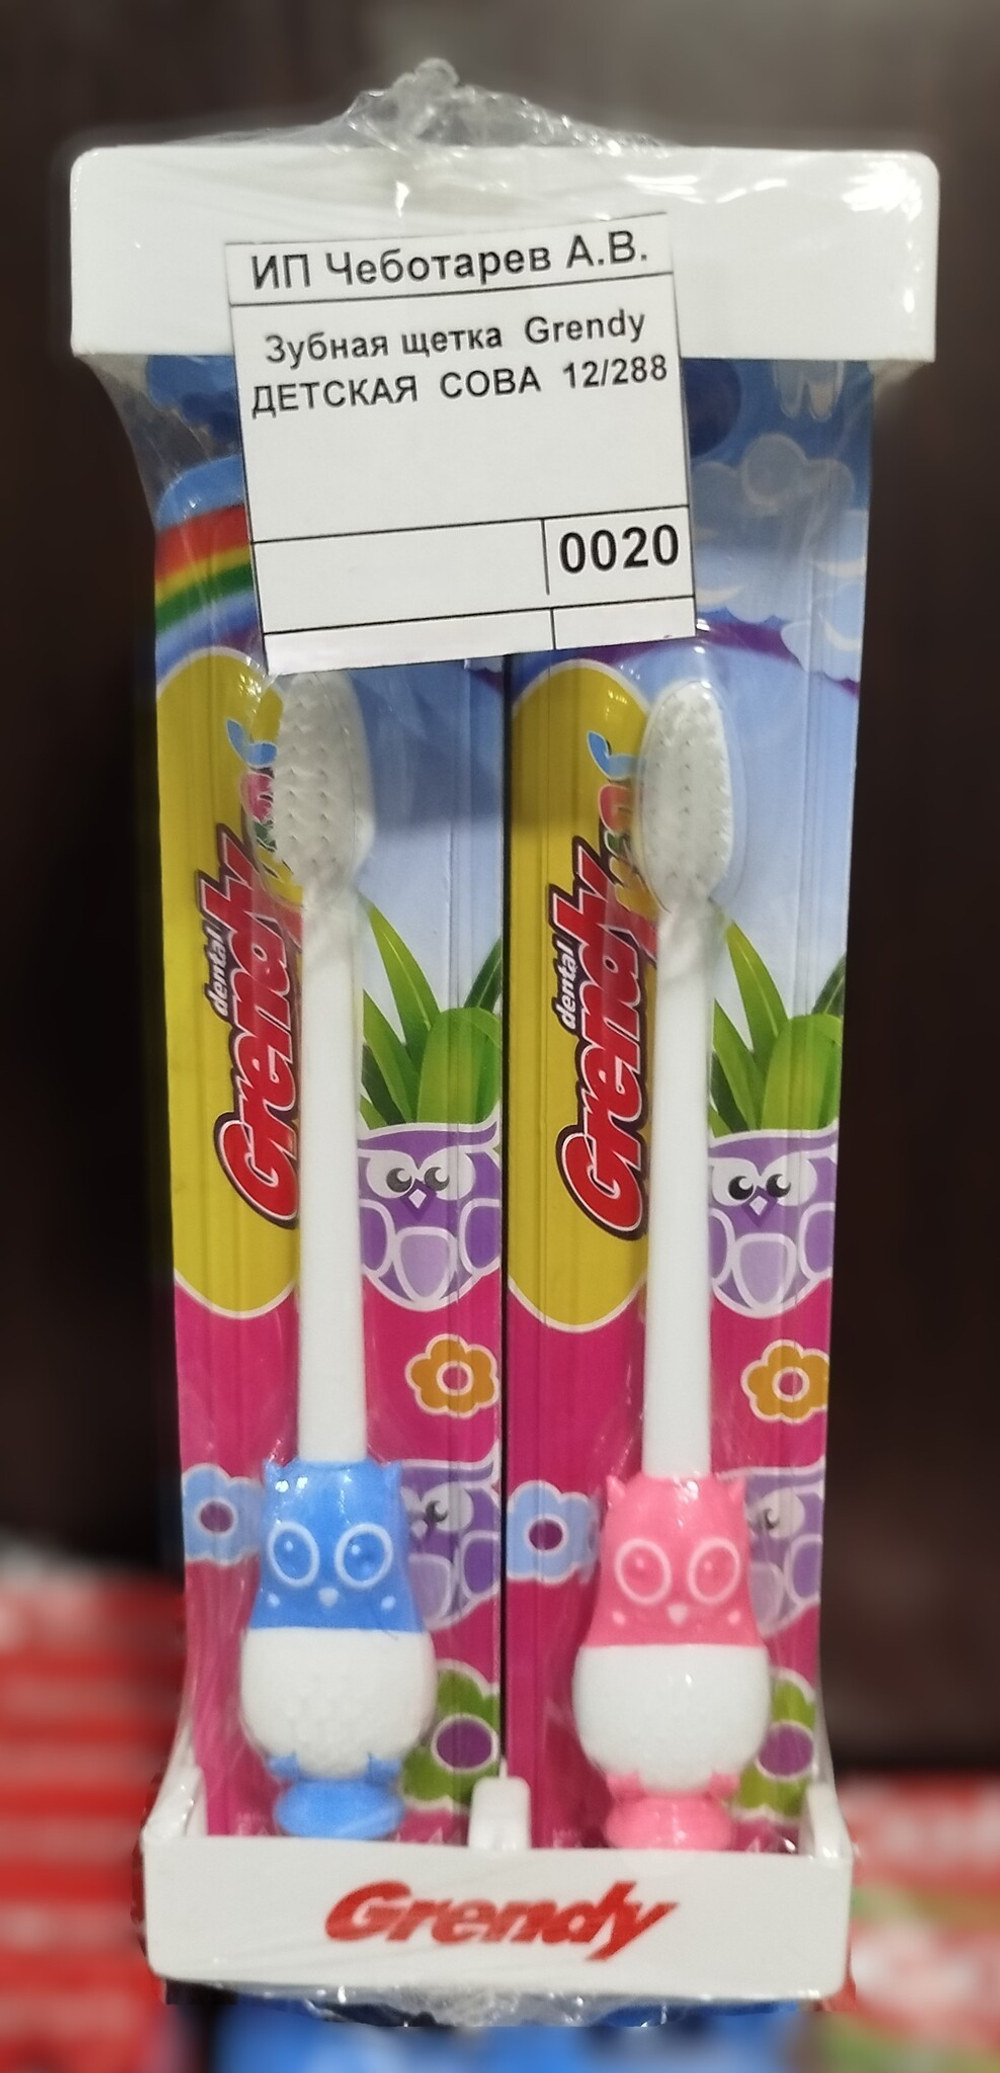 ИП Чеботарев А.В.
Зубная щетка Grendy
ДЕТСКАЯ СОВА 12/288
0020
dental
Grendy
dental
Grendy
Grendy